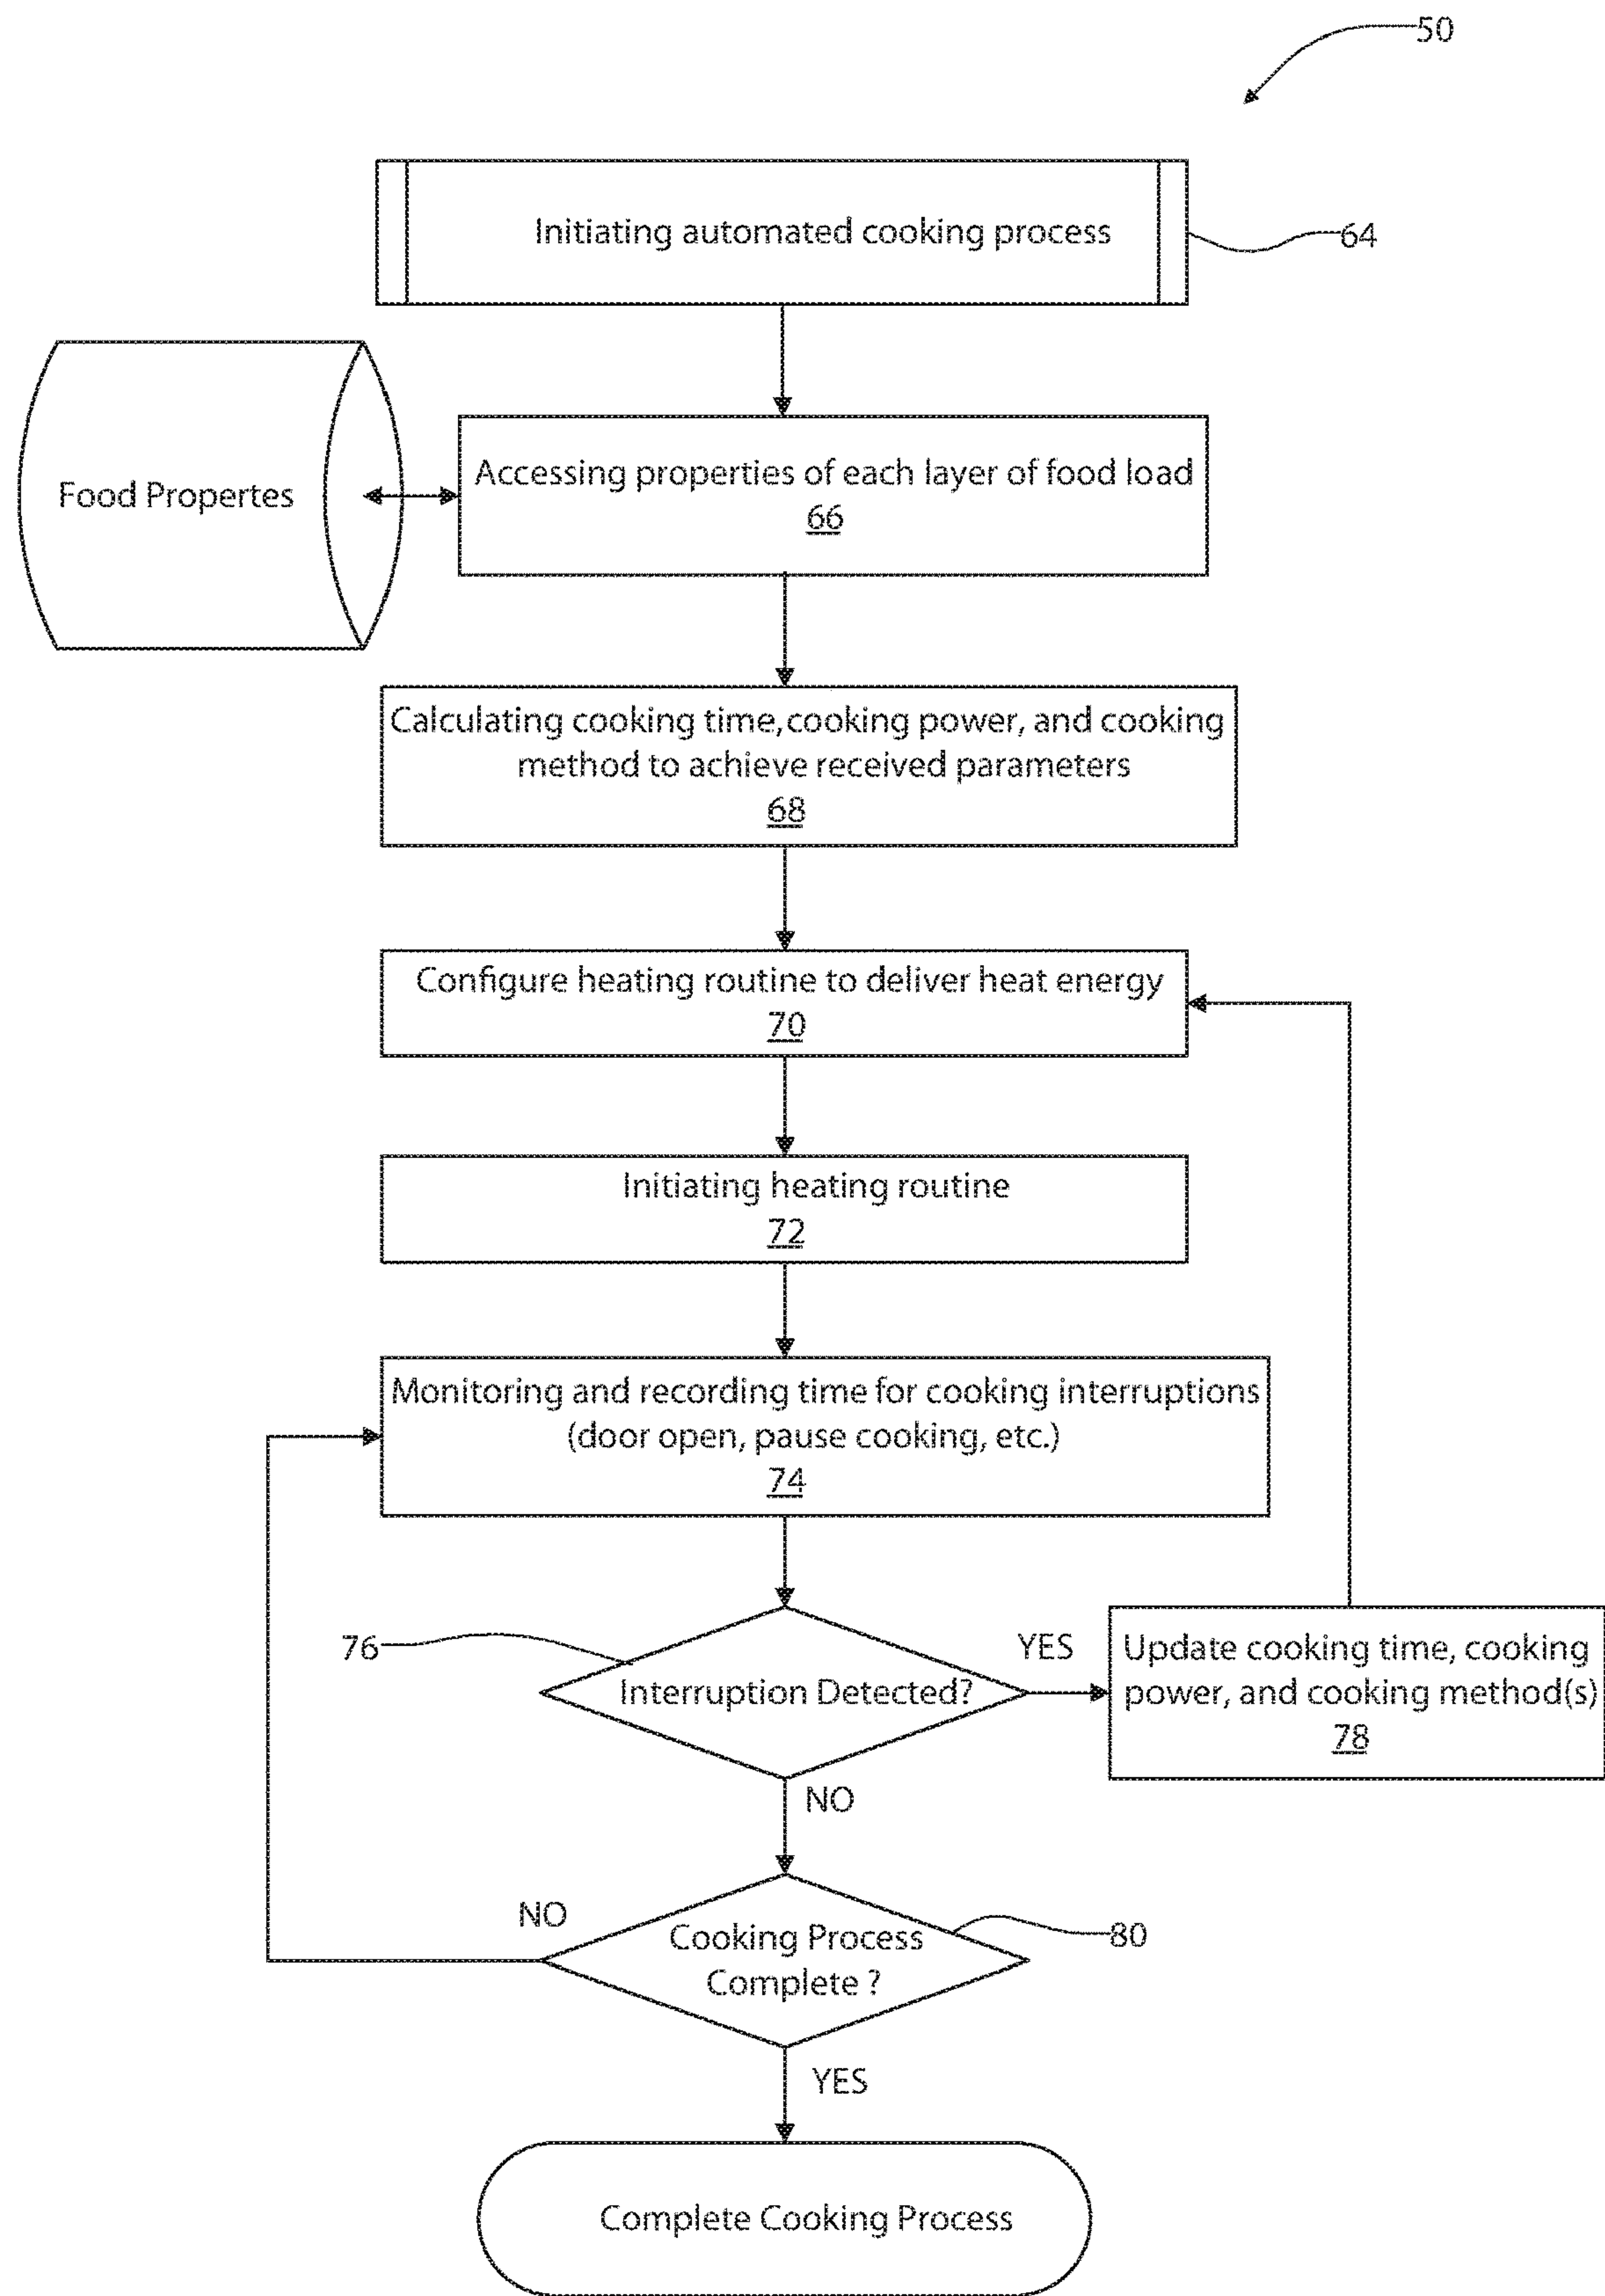 50
Initiating automated cooking process
64
Food Propertes
Accessing properties of each layer of food load
66
Calculating cooking time, cooking power, and cooking
method to achieve received parameters
68
Configure heating routine to deliver heat energy
70
Initiating heating routine
72
Monitoring and recording time for cooking interruptions
(door open, pause cooking, etc.)
74
76
Interruption Detected?
YES
Update cooking time, cooking
power, and cooking method(s)
78
NO
NO
Cooking Process
Complete ?
80
YES
Complete Cooking Process